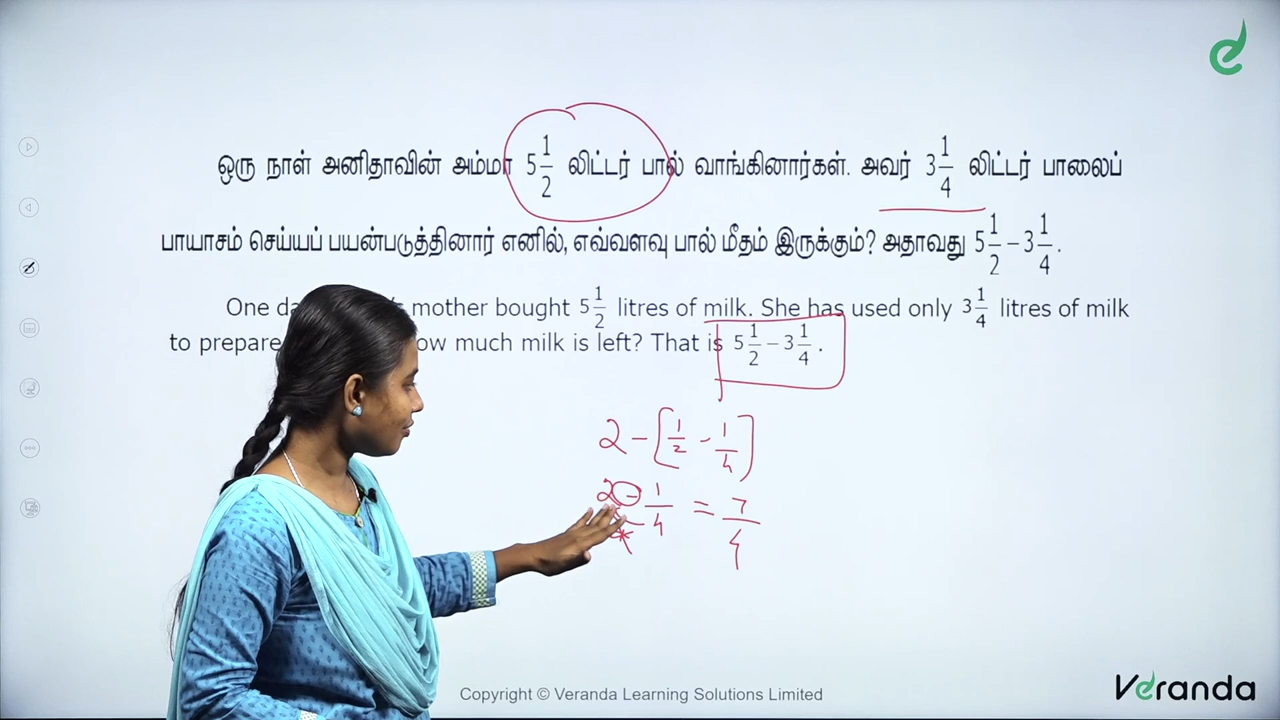 ஒரு நாள் அனிதாவின் அம்மா 5 1/2 லிட்டர் பால் வாங்கினார்கள். அவர் 3 1/4 லிட்டர் பாலைப்
பாயாசம் செய்யப் பயன்படுத்தினார் எனில், எவ்வளவு பால் மீதம் இருக்கும்? அதாவது 5 1/2 − 3 1/4 .
One mother bought 5 1/2 litres of milk. She has used only 3 1/4 litres of milk
to prepare much milk is left? That is 5 1/2 − 3 1/4 .
2 − [1/2 − 1/4]
2 − 1/4 = 7/4
Copyright © Veranda Learning Solutions Limited
Veranda